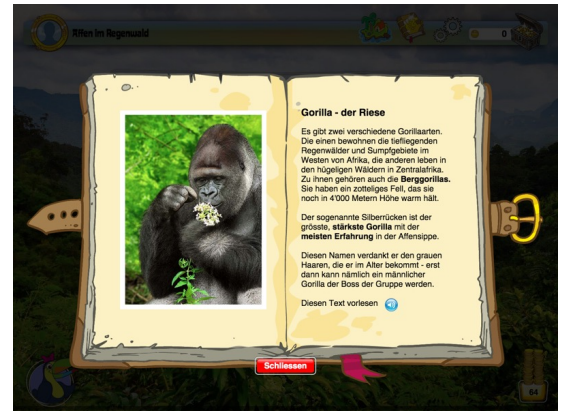 Affen im Regenwald
0
Gorilla - der Riese
Es gibt zwei verschiedene Gorillaarten.
Die einen bewohnen die tiefliegenden
Regenwälder und Sumpfgebiete im
Westen von Afrika, die anderen leben in
den hügeligen Wäldern in Zentralafrika.
Zu ihnen gehören auch die Berggorillas.
Sie haben ein zotteliges Fell, das sie
noch in 4'000 Metern Höhe warm hält.
Der sogenannte Silberrücken ist der
grösste, stärkste Gorilla mit der
meisten Erfahrung in der Affensippe.
Diesen Namen verdankt er den grauen
Haaren, die er im Alter bekommt - erst
dann kann nämlich ein männlicher
Gorilla der Boss der Gruppe werden.
Diesen Text vorlesen
Schliessen
64